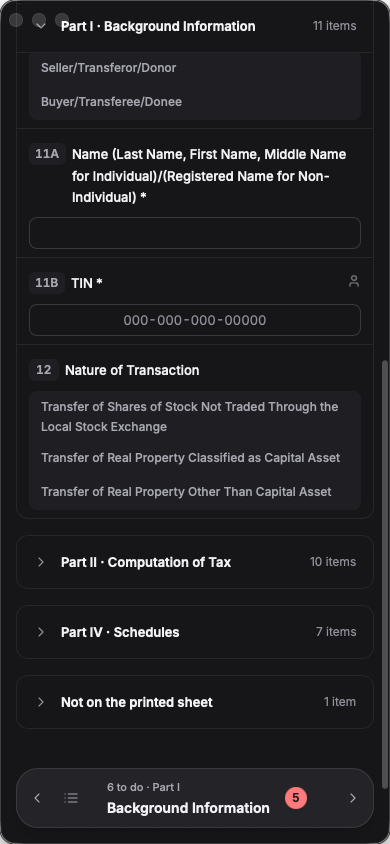 Part I · Background Information
11 items
Seller/Transferor/Donor
Buyer/Transferee/Donee
11A
Name (Last Name, First Name, Middle Name
for Individual)/(Registered Name for Non-
Individual) *
11B
TIN *
000-000-000-00000
12
Nature of Transaction
Transfer of Shares of Stock Not Traded Through the
Local Stock Exchange
Transfer of Real Property Classified as Capital Asset
Transfer of Real Property Other Than Capital Asset
Part II · Computation of Tax
10 items
Part IV · Schedules
7 items
Not on the printed sheet
1 item
6 to do · Part I
Background Information
5